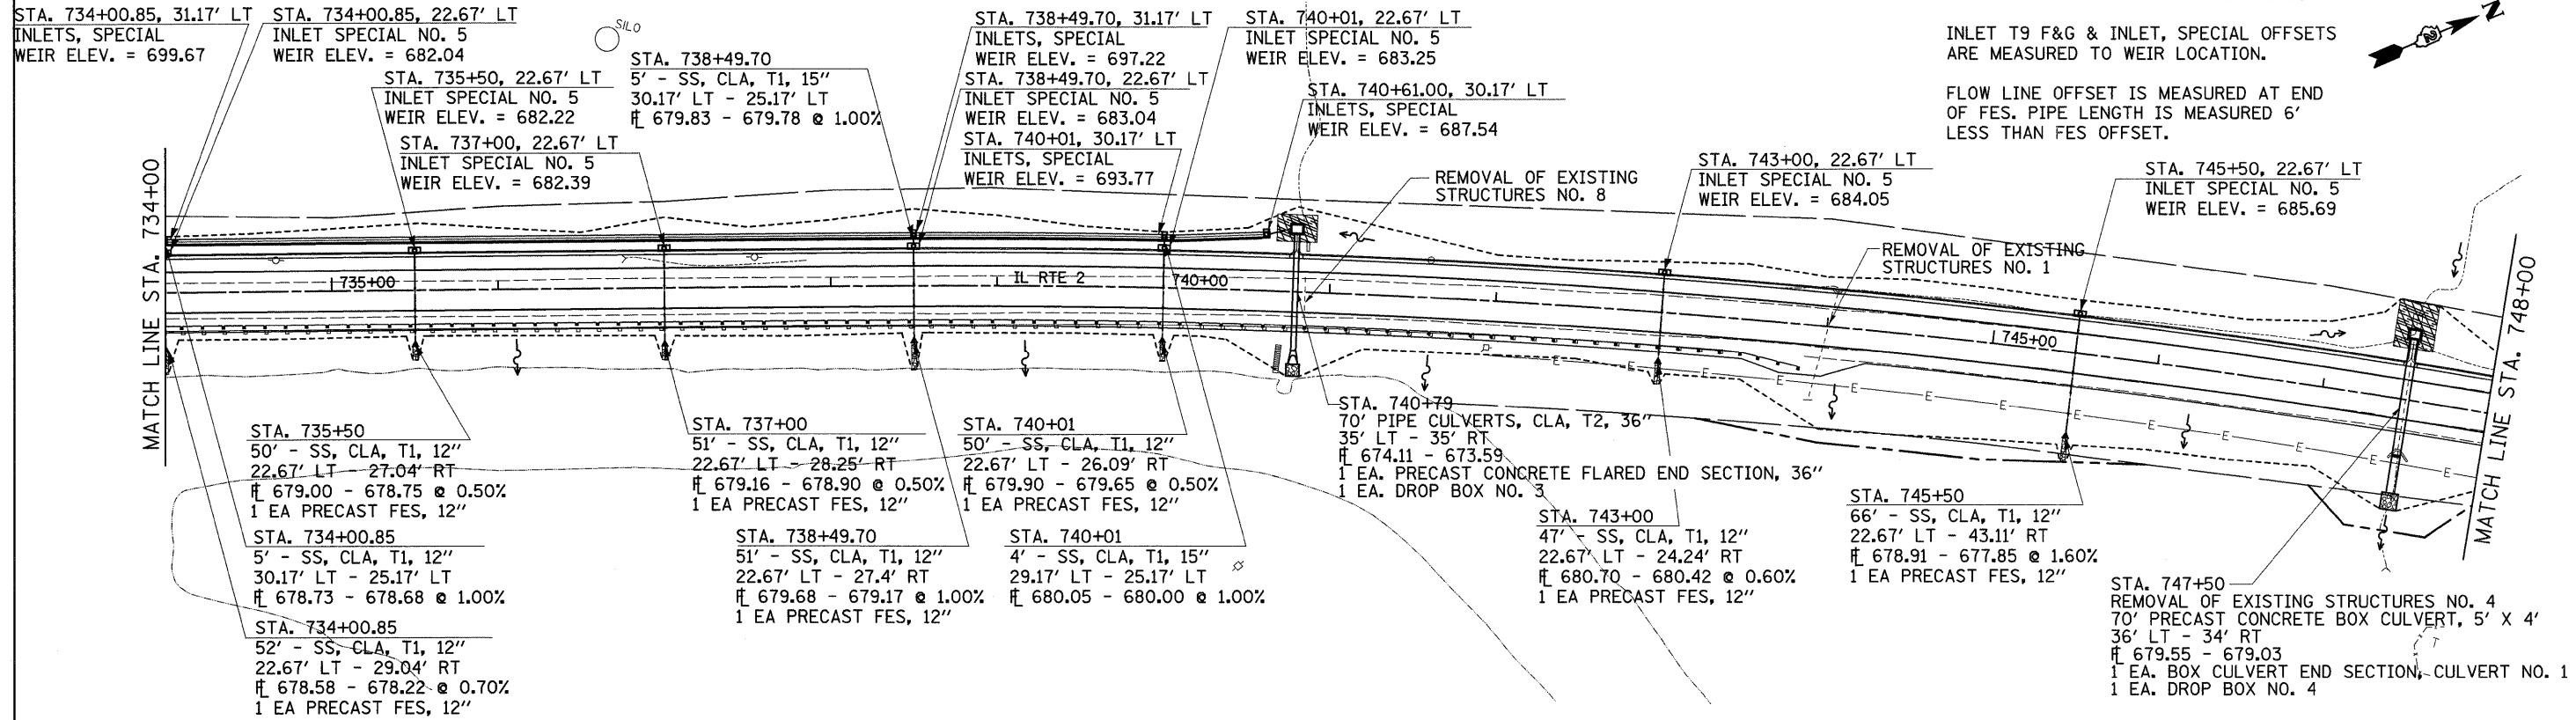 STA. 734+00.85, 31.17' LT
INLETS, SPECIAL
WEIR ELEV. = 699.67
STA. 734+00.85, 22.67' LT
INLET SPECIAL NO. 5
WEIR ELEV. = 682.04
SILO
STA. 735+50, 22.67' LT
INLET SPECIAL NO. 5
WEIR ELEV. = 682.22
STA. 737+00, 22.67' LT
INLET SPECIAL NO. 5
WEIR ELEV. = 682.39
STA. 738+49.70
5' - SS, CLA, T1, 15"
30.17' LT - 25.17' LT
FL 679.83 - 679.78 @ 1.00%
STA. 738+49.70, 31.17' LT
INLETS, SPECIAL
WEIR ELEV. = 697.22
STA. 738+49.70, 22.67' LT
INLET SPECIAL NO. 5
WEIR ELEV. = 683.04
STA. 740+01, 30.17' LT
INLETS, SPECIAL
WEIR ELEV. = 693.77
STA. 740+01, 22.67' LT
INLET SPECIAL NO. 5
WEIR ELEV. = 683.25
STA. 740+61.00, 30.17' LT
INLETS, SPECIAL
WEIR ELEV. = 687.54
REMOVAL OF EXISTING
STRUCTURES NO. 8
STA. 743+00, 22.67' LT
INLET SPECIAL NO. 5
WEIR ELEV. = 684.05
REMOVAL OF EXISTING
STRUCTURES NO. 1
STA. 745+50, 22.67' LT
INLET SPECIAL NO. 5
WEIR ELEV. = 685.69
INLET T9 F&G & INLET, SPECIAL OFFSETS
ARE MEASURED TO WEIR LOCATION.
FLOW LINE OFFSET IS MEASURED AT END
OF FES. PIPE LENGTH IS MEASURED 6'
LESS THAN FES OFFSET.
2
N
MATCH LINE STA. 734+00
735+00
IL RTE 2
740+00
745+00
MATCH LINE STA. 748+00
E E E E E E E E E E E E E
STA. 735+50
50' - SS, CLA, T1, 12"
22.67' LT - 27.04' RT
FL 679.00 - 678.75 @ 0.50%
1 EA PRECAST FES, 12"
STA. 734+00.85
5' - SS, CLA, T1, 12"
30.17' LT - 25.17' LT
FL 678.73 - 678.68 @ 1.00%
STA. 734+00.85
52' - SS, CLA, T1, 12"
22.67' LT - 29.04' RT
FL 678.58 - 678.22 @ 0.70%
1 EA PRECAST FES, 12"
STA. 737+00
51' - SS, CLA, T1, 12"
22.67' LT - 28.25' RT
FL 679.16 - 678.90 @ 0.50%
1 EA PRECAST FES, 12"
STA. 738+49.70
51' - SS, CLA, T1, 12"
22.67' LT - 27.4' RT
FL 679.68 - 679.17 @ 1.00%
1 EA PRECAST FES, 12"
STA. 740+01
50' - SS, CLA, T1, 12"
22.67' LT - 26.09' RT
FL 679.90 - 679.65 @ 0.50%
1 EA PRECAST FES, 12"
STA. 740+01
4' - SS, CLA, T1, 15"
29.17' LT - 25.17' LT
FL 680.05 - 680.00 @ 1.00%
STA. 740+79
70' PIPE CULVERTS, CLA, T2, 36"
35' LT - 35' RT
FL 674.11 - 673.59
1 EA. PRECAST CONCRETE FLARED END SECTION, 36"
1 EA. DROP BOX NO. 3
STA. 743+00
47' - SS, CLA, T1, 12"
22.67' LT - 24.24' RT
FL 680.70 - 680.42 @ 0.60%
1 EA PRECAST FES, 12"
STA. 745+50
66' - SS, CLA, T1, 12"
22.67' LT - 43.11' RT
FL 678.91 - 677.85 @ 1.60%
1 EA PRECAST FES, 12"
STA. 747+50
REMOVAL OF EXISTING STRUCTURES NO. 4
70' PRECAST CONCRETE BOX CULVERT, 5' X 4'
36' LT - 34' RT
FL 679.55 - 679.03
1 EA. BOX CULVERT END SECTION, CULVERT NO. 1
1 EA. DROP BOX NO. 4
T